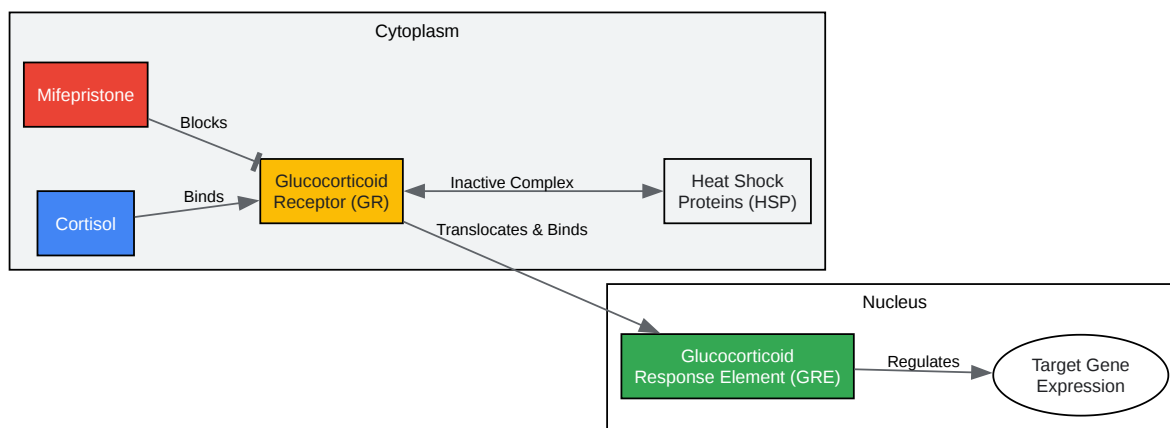 Cytoplasm
Mifepristone
Blocks
Cortisol
Binds
Glucocorticoid
Receptor (GR)
Inactive Complex
Heat Shock
Proteins (HSP)
Translocates & Binds
Nucleus
Glucocorticoid
Response Element (GRE)
Regulates
Target Gene
Expression